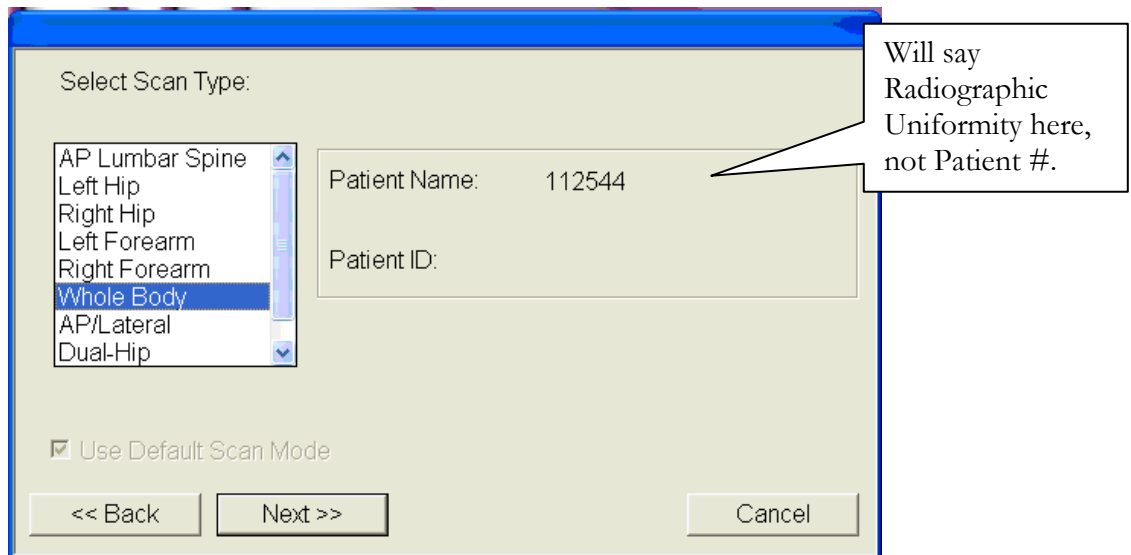 Select Scan Type:
Will say
Radiographic
Uniformity here,
not Patient #.
AP Lumbar Spine
Left Hip
Right Hip
Left Forearm
Right Forearm
Whole Body
AP/Lateral
Dual-Hip
Patient Name: 112544
Patient ID:
Use Default Scan Mode
<< Back
Next >>
Cancel